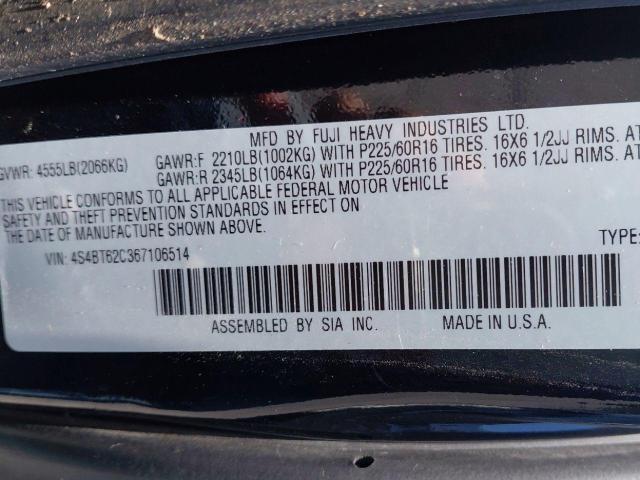 MFD BY FUJI HEAVY INDUSTRIES LTD.
GVWR: 4555LB(2066KG) GAWR:F 2210LB(1002KG) WITH P225/60R16 TIRES. 16X6 1/2JJ RIMS. AT
GAWR:R 2345LB(1064KG) WITH P225/60R16 TIRES. 16X6 1/2JJ RIMS. AT
THIS VEHICLE CONFORMS TO ALL APPLICABLE FEDERAL MOTOR VEHICLE
SAFETY AND THEFT PREVENTION STANDARDS IN EFFECT ON
THE DATE OF MANUFACTURE SHOWN ABOVE.
VIN: 4S4BT62C367106514 TYPE:
ASSEMBLED BY SIA INC. MADE IN U.S.A.